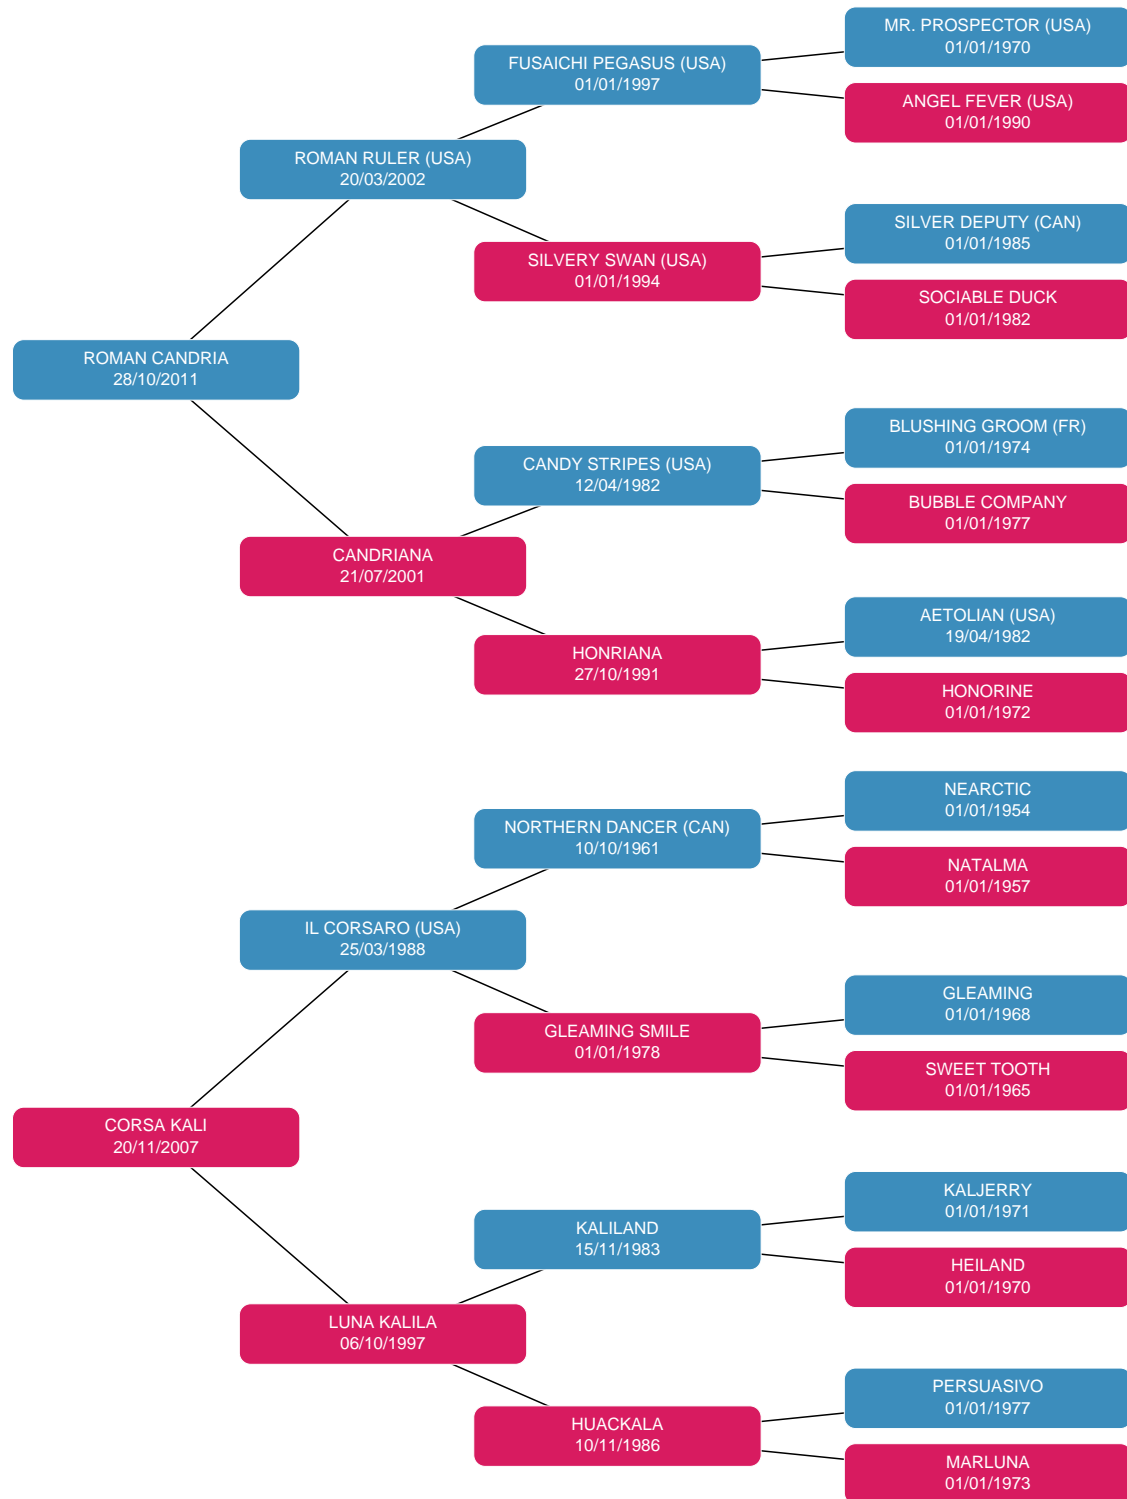 MR. PROSPECTOR (USA)
01/01/1970
FUSAICHI PEGASUS (USA)
01/01/1997
ANGEL FEVER (USA)
01/01/1990
ROMAN RULER (USA)
20/03/2002
SILVER DEPUTY (CAN)
01/01/1985
SILVERY SWAN (USA)
01/01/1994
SOCIABLE DUCK
01/01/1982
ROMAN CANDRIA
28/10/2011
BLUSHING GROOM (FR)
01/01/1974
CANDY STRIPES (USA)
12/04/1982
BUBBLE COMPANY
01/01/1977
CANDRIANA
21/07/2001
AETOLIAN (USA)
19/04/1982
HONRIANA
27/10/1991
HONORINE
01/01/1972
NEARCTIC
01/01/1954
NORTHERN DANCER (CAN)
10/10/1961
NATALMA
01/01/1957
IL CORSARO (USA)
25/03/1988
GLEAMING
01/01/1968
GLEAMING SMILE
01/01/1978
SWEET TOOTH
01/01/1965
CORSA KALI
20/11/2007
KALJERRY
01/01/1971
KALILAND
15/11/1983
HEILAND
01/01/1970
LUNA KALILA
06/10/1997
PERSUASIVO
01/01/1977
HUACKALA
10/11/1986
MARLUNA
01/01/1973